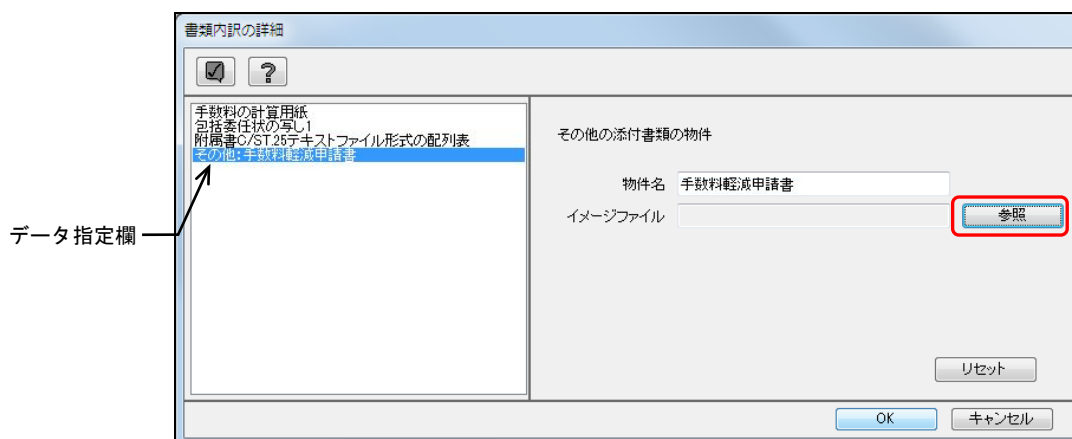 書類内訳の詳細
?
手数料の計算用紙
包括委任状の写し1
附属書C/ST.25テキストファイル形式の配列表
その他:手数料軽減申請書
その他の添付書類の物件
物件名 手数料軽減申請書
イメージファイル 参照
データ指定欄
リセット
OK キャンセル